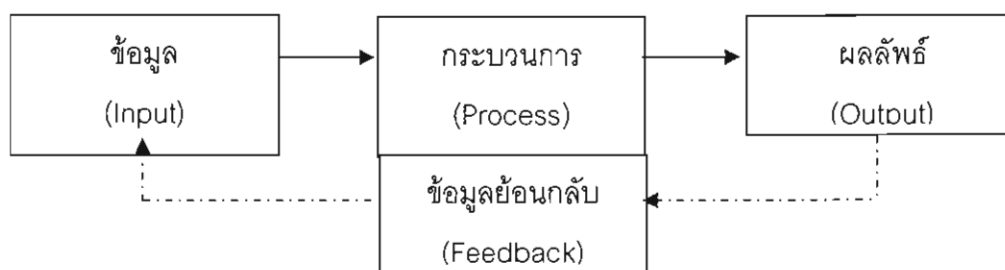 ข้อมูล
(Input)
กระบวนการ
(Process)
ผลลัพธ์
(Output)
ข้อมูลย้อนกลับ
(Feedback)